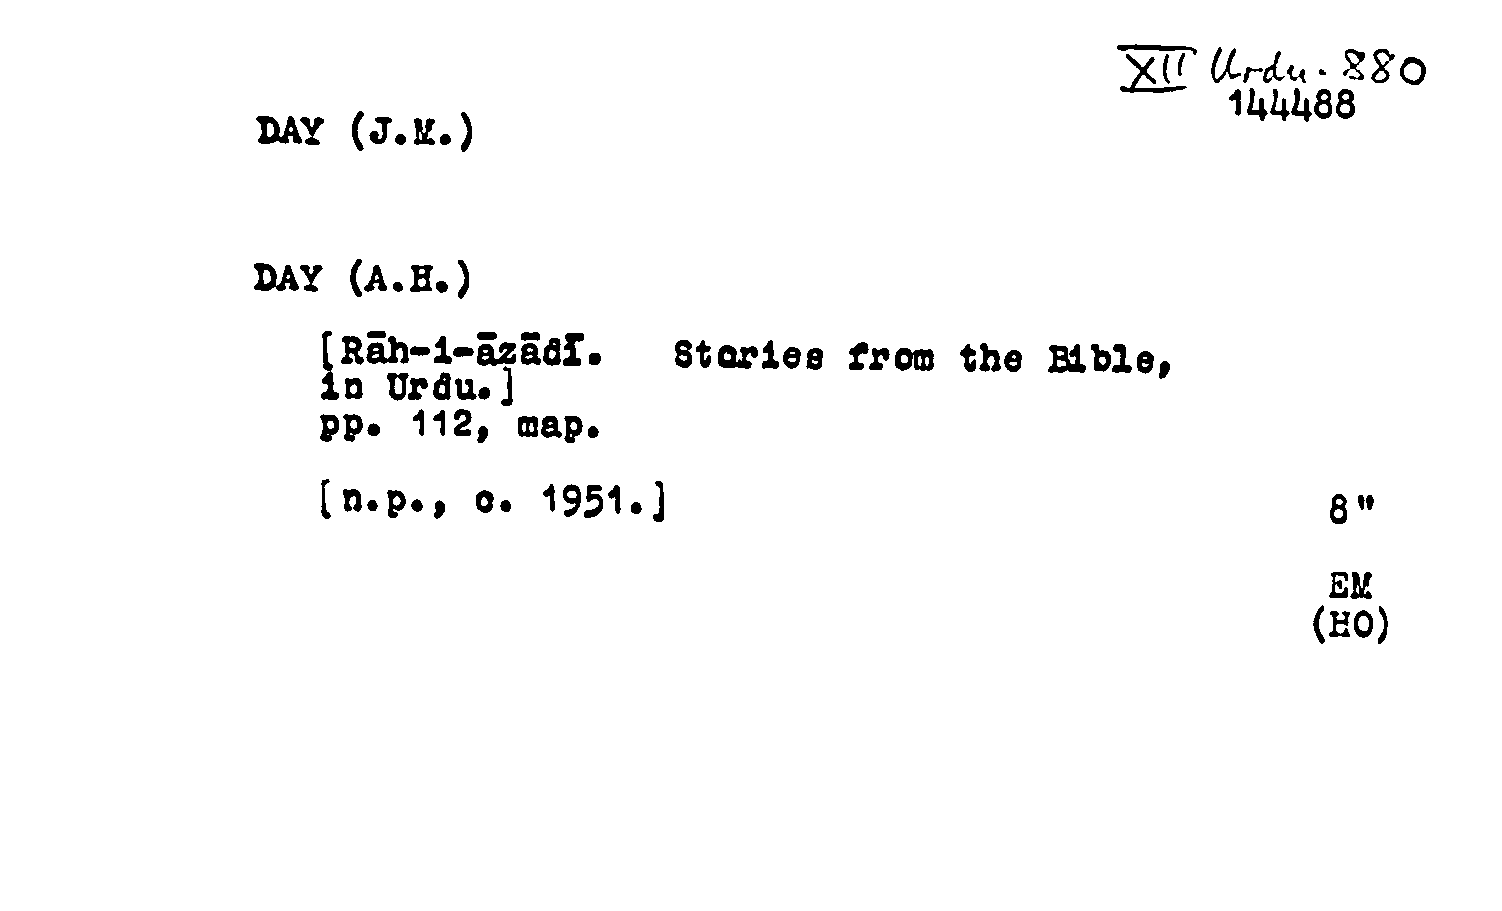 XII Urdu. 880
144488
DAY (J.M.)
DAY (A.H.)
[Rāh-i-āzādī. Stories from the Bible,
in Urdu.]
pp. 112, map.
[n.p., c. 1951.]
8"
EM
(HO)